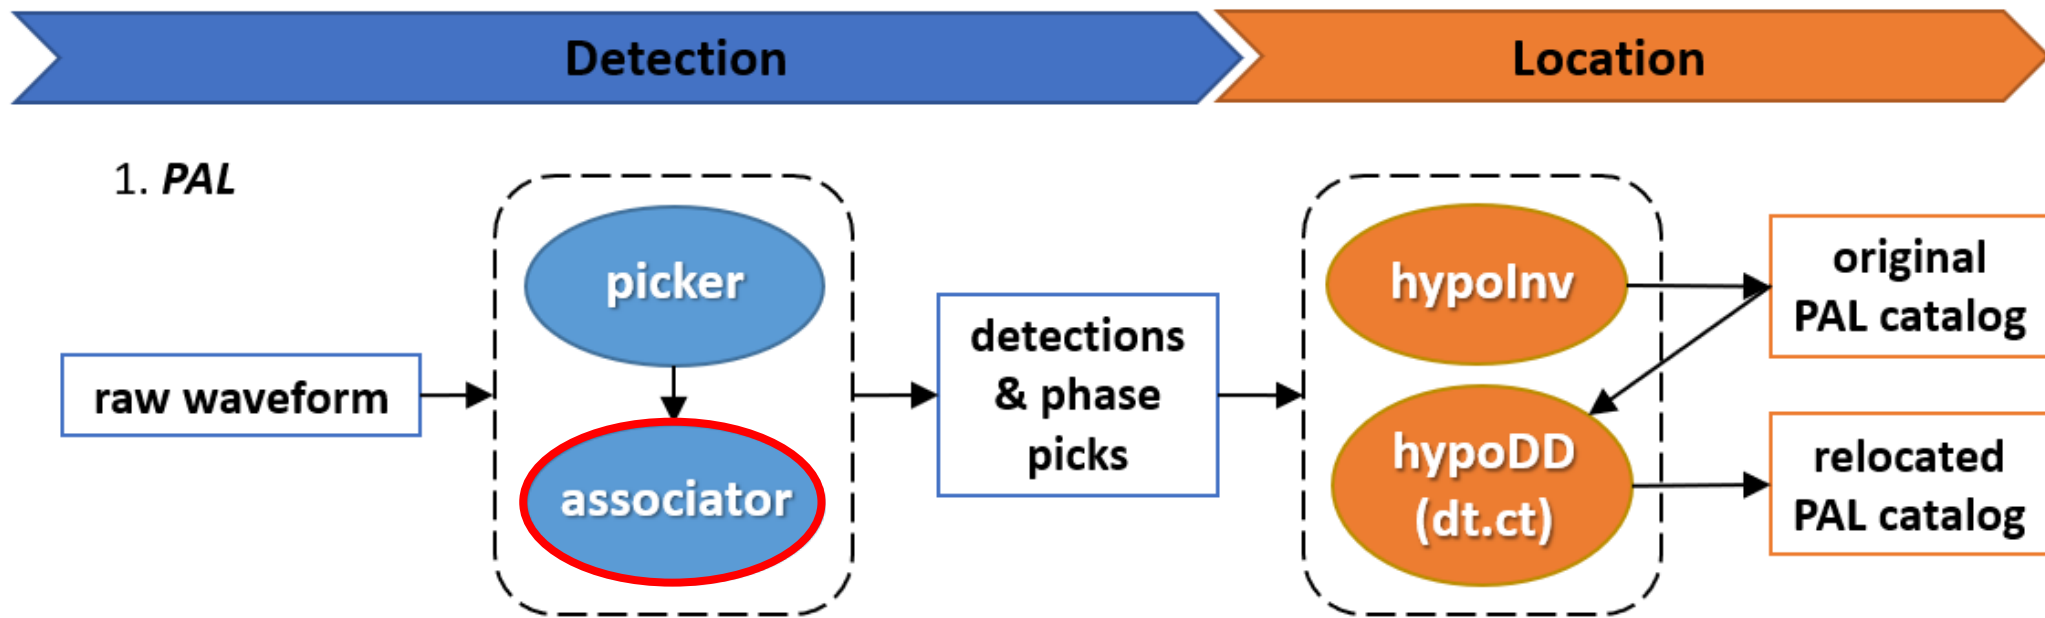 Detection
Location
1. PAL
picker
associator
raw waveform
detections
& phase
picks
hypoInv
hypoDD
(dt.ct)
original
PAL catalog
relocated
PAL catalog